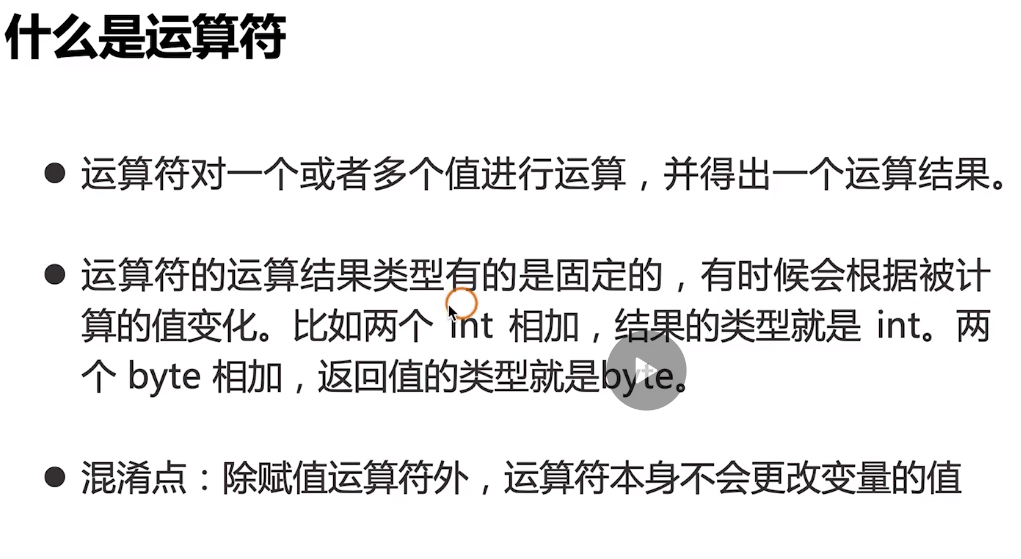 什么是运算符
● 运算符对一个或者多个值进行运算，并得出一个运算结果。
● 运算符的运算结果类型有的是固定的，有时候会根据被计
算的值变化。比如两个 int 相加，结果的类型就是 int。两
个 byte 相加，返回值的类型就是byte。
● 混淆点：除赋值运算符外，运算符本身不会更改变量的值